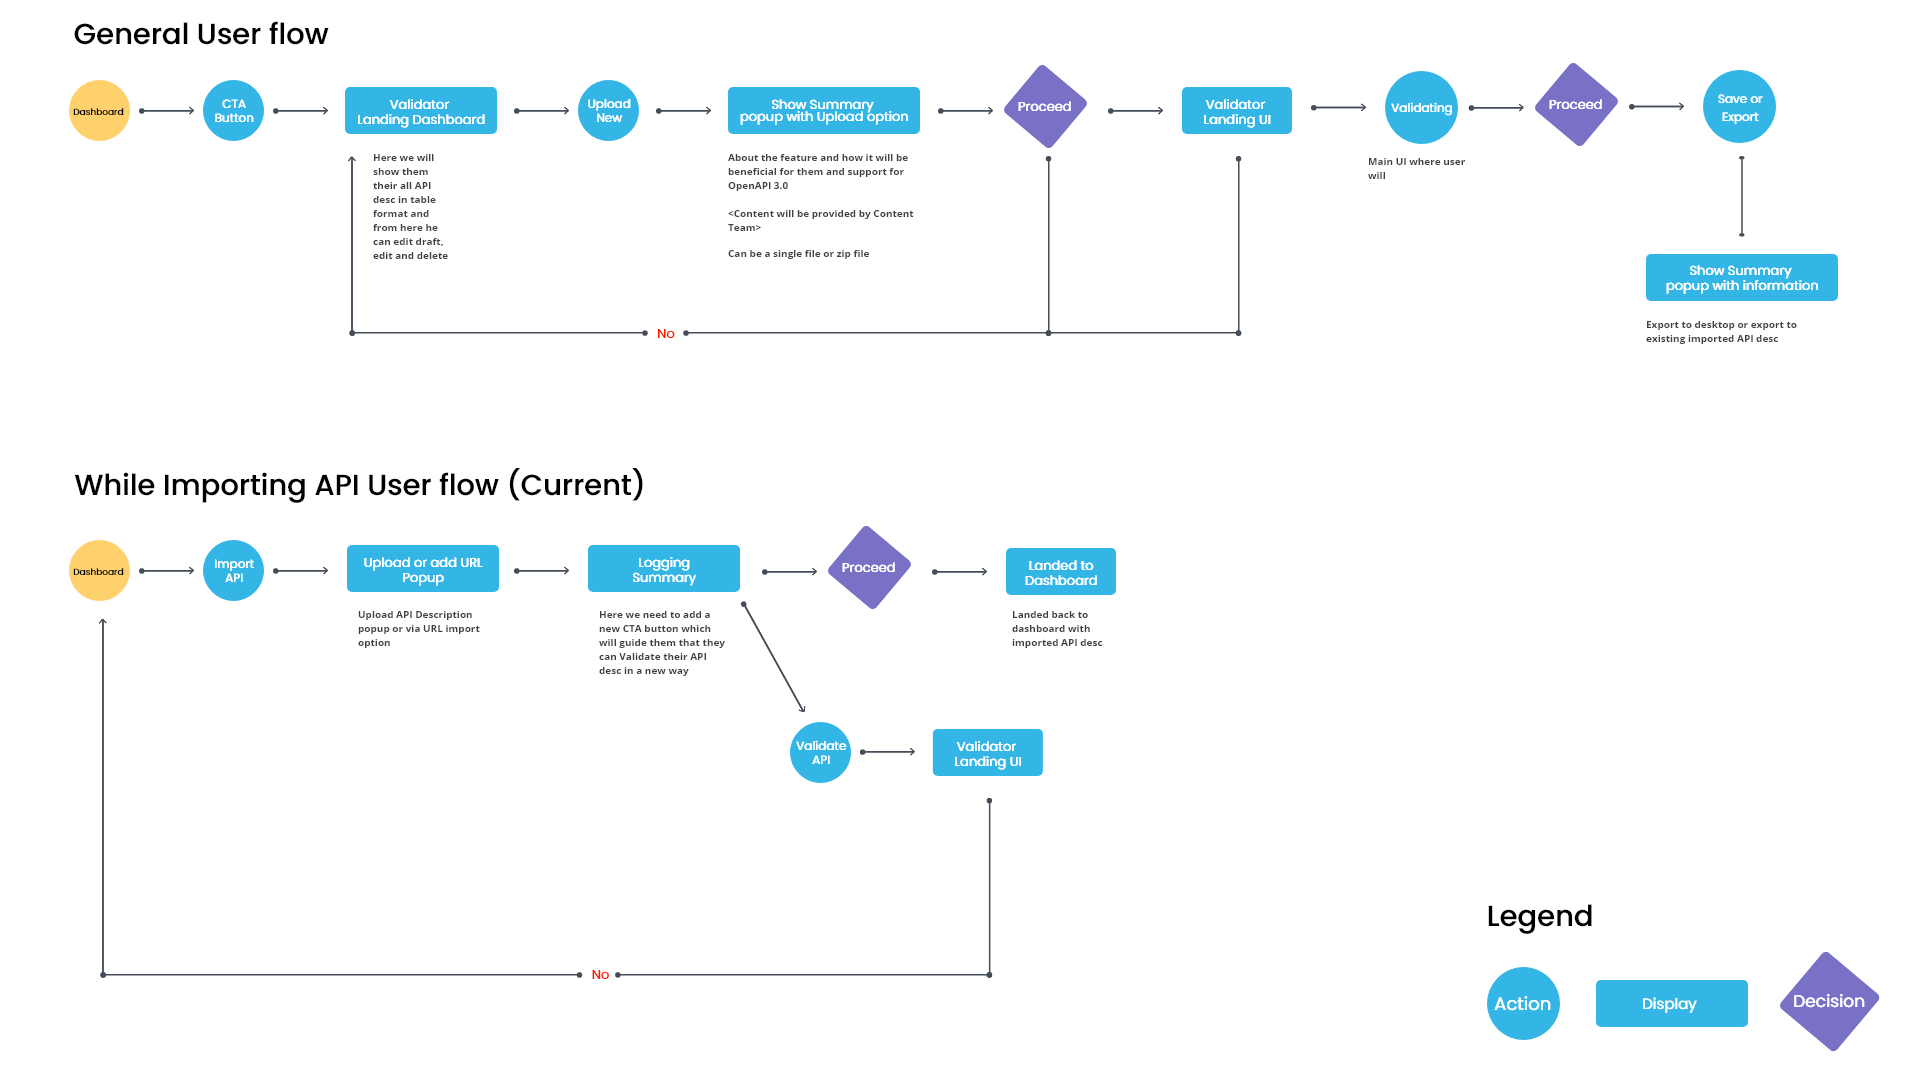 General User flow
Dashboard
CTA
Button
Validator
Landing Dashboard
Upload
New
Show Summary
popup with Upload option
Proceed
Validator
Landing UI
Validating
Proceed
Save or
Export
Here we will
show them
their all API
desc in table
format and
from here he
can edit draft,
edit and delete
About the feature and how it will be
beneficial for them and support for
OpenAPI 3.0
<Content will be provided by Content
Team>
Can be a single file or zip file
Main UI where user
will
Show Summary
popup with information
Export to desktop or export to
existing imported API desc
No
While Importing API User flow (Current)
Dashboard
Import
API
Upload or add URL
Popup
Logging
Summary
Proceed
Landed to
Dashboard
Upload API Description
popup or via URL import
option
Here we need to add a
new CTA button which
will guide them that they
can Validate their API
desc in a new way
Landed back to
dashboard with
imported API desc
Validate
API
Validator
Landing UI
No
Legend
Action
Display
Decision